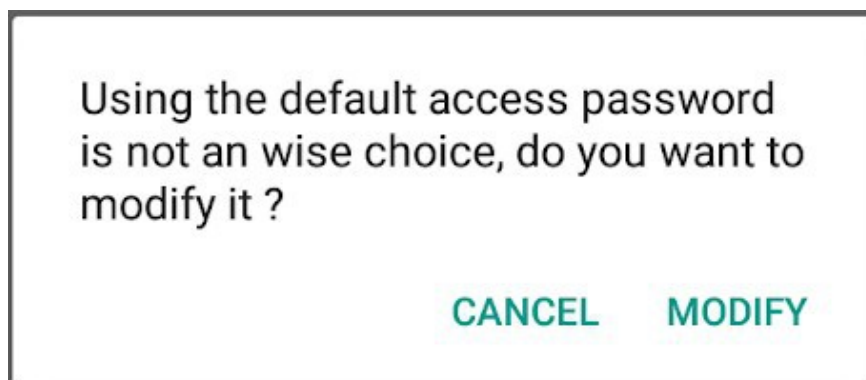 Using the default access password
is not an wise choice, do you want to
modify it ?
CANCEL MODIFY